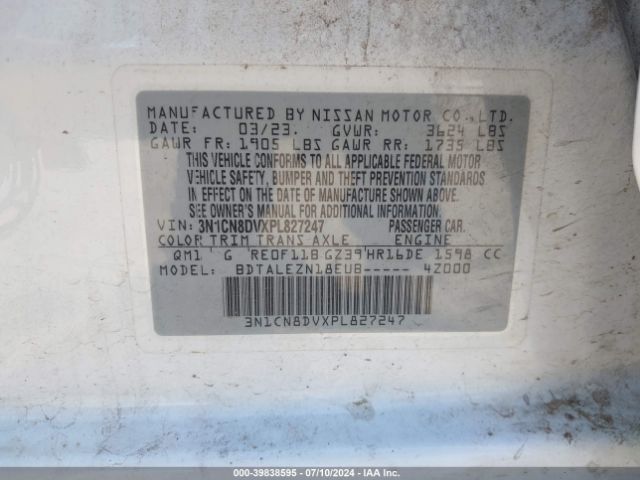 MANUFACTURED BY NISSAN MOTOR CO.,LTD.
DATE: 03/23. GVWR: 3624 LBS
GAWR FR: 1905 LBS GAWR RR: 1735 LBS
THIS VEHICLE CONFORMS TO ALL APPLICABLE FEDERAL MOTOR
VEHICLE SAFETY, BUMPER AND THEFT PREVENTION STANDARDS
IN EFFECT ON THE DATE OF MANUFACTURE SHOWN ABOVE.
SEE OWNER'S MANUAL FOR ADDITIONAL INFORMATION
VIN: 3N1CN8DVXPL827247 PASSENGER CAR.
COLOR TRIM TRANS AXLE ENGINE
QM1 G RE0F11B GZ39 HR16DE 1598 CC
MODEL: BDTALEZN18EUB----- 4Z000
3N1CN8DVXPL827247
000-39838595 07/10/2024 IAA Inc.